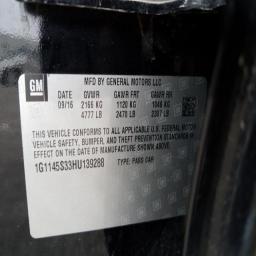 GM
MFD BY GENERAL MOTORS LLC
DATE GVWR GAWR FRT GAWR RR
09/16 2166 KG 1120 KG 1046 KG
4777 LB 2470 LB 2307 LB
THIS VEHICLE CONFORMS TO ALL APPLICABLE U.S. FEDERAL MOTOR
VEHICLE SAFETY, BUMPER, AND THEFT PREVENTION STANDARDS IN
EFFECT ON THE DATE OF MANUFACTURE SHOWN ABOVE.
1G1145S33HU139288 TYPE: PASS CAR